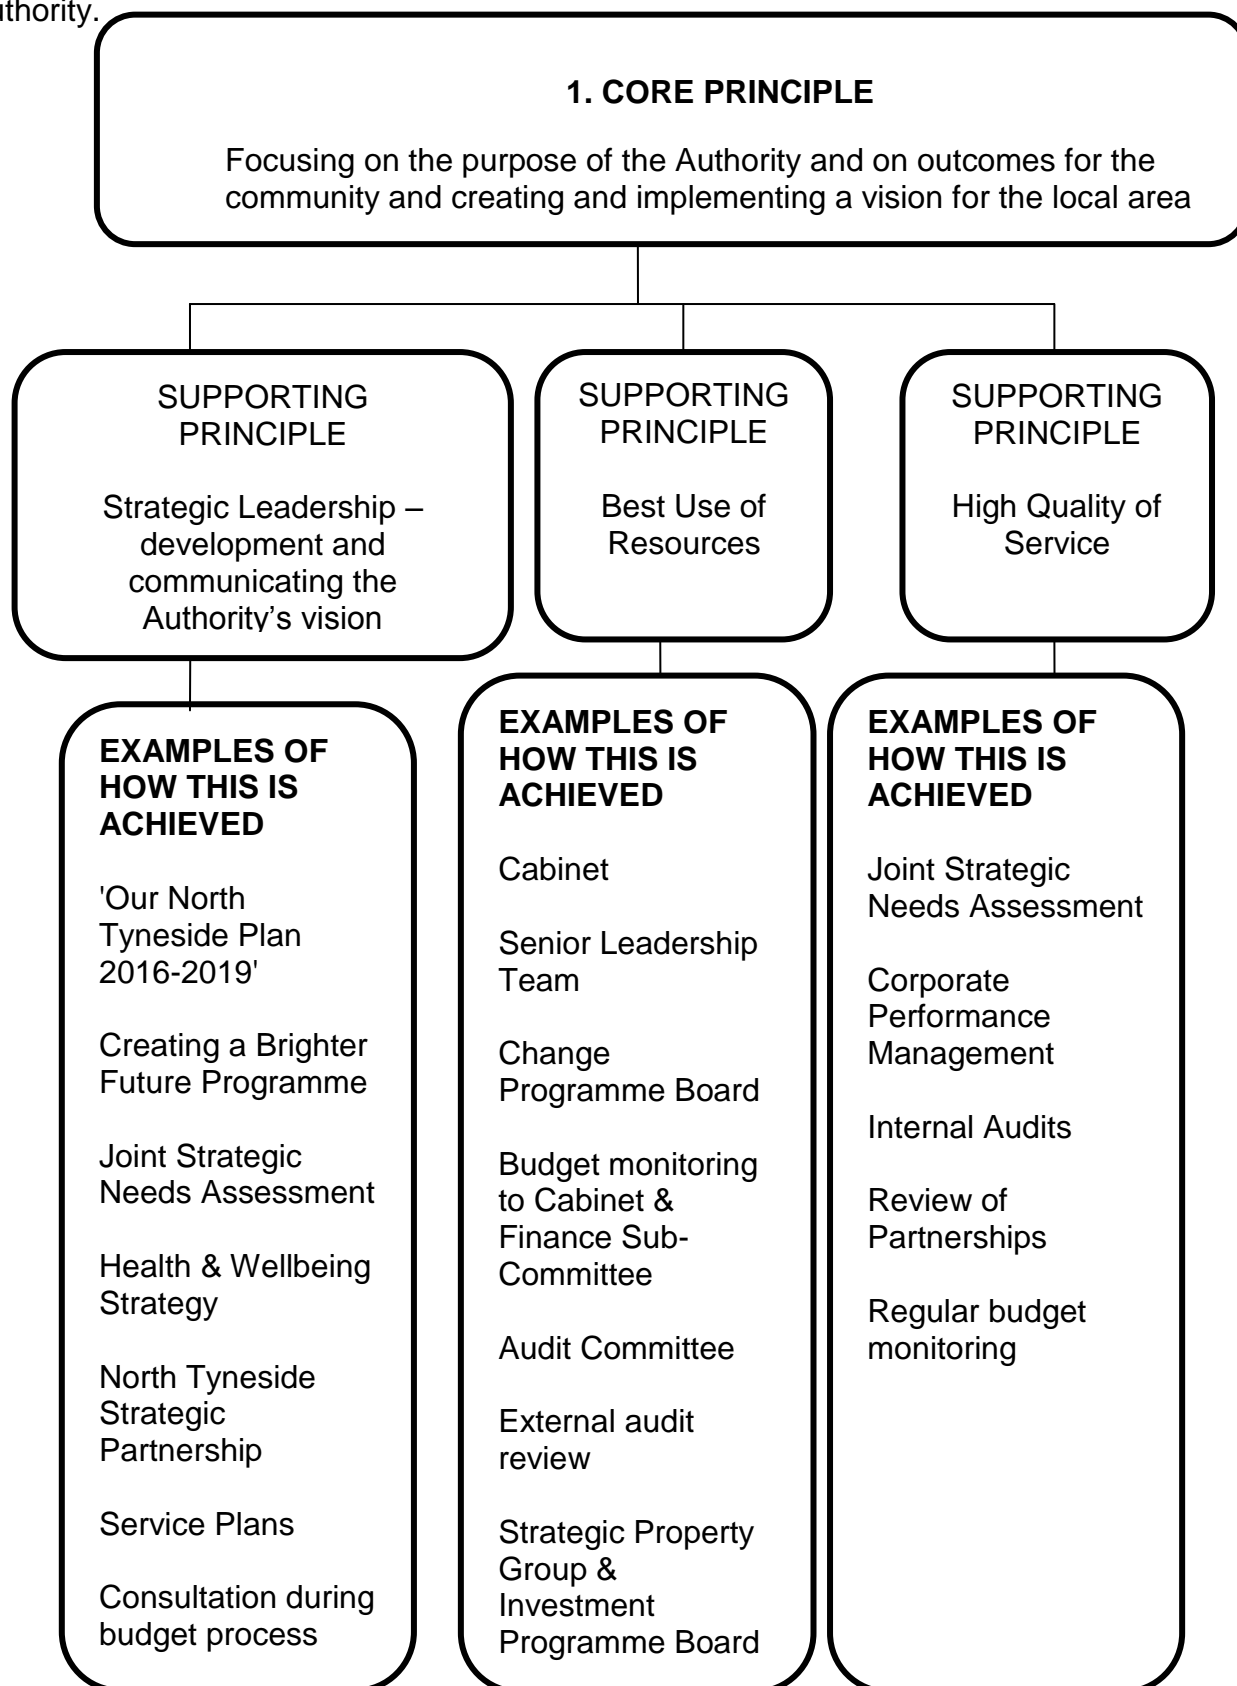 uthority.
1. CORE PRINCIPLE
Focusing on the purpose of the Authority and on outcomes for the
community and creating and implementing a vision for the local area
SUPPORTING
PRINCIPLE
Strategic Leadership –
development and
communicating the
Authority’s vision
SUPPORTING
PRINCIPLE
Best Use of
Resources
SUPPORTING
PRINCIPLE
High Quality of
Service
EXAMPLES OF
HOW THIS IS
ACHIEVED
'Our North
Tyneside Plan
2016-2019'
Creating a Brighter
Future Programme
Joint Strategic
Needs Assessment
Health & Wellbeing
Strategy
North Tyneside
Strategic
Partnership
Service Plans
Consultation during
budget process
EXAMPLES OF
HOW THIS IS
ACHIEVED
Cabinet
Senior Leadership
Team
Change
Programme Board
Budget monitoring
to Cabinet &
Finance Sub-
Committee
Audit Committee
External audit
review
Strategic Property
Group &
Investment
Programme Board
EXAMPLES OF
HOW THIS IS
ACHIEVED
Joint Strategic
Needs Assessment
Corporate
Performance
Management
Internal Audits
Review of
Partnerships
Regular budget
monitoring